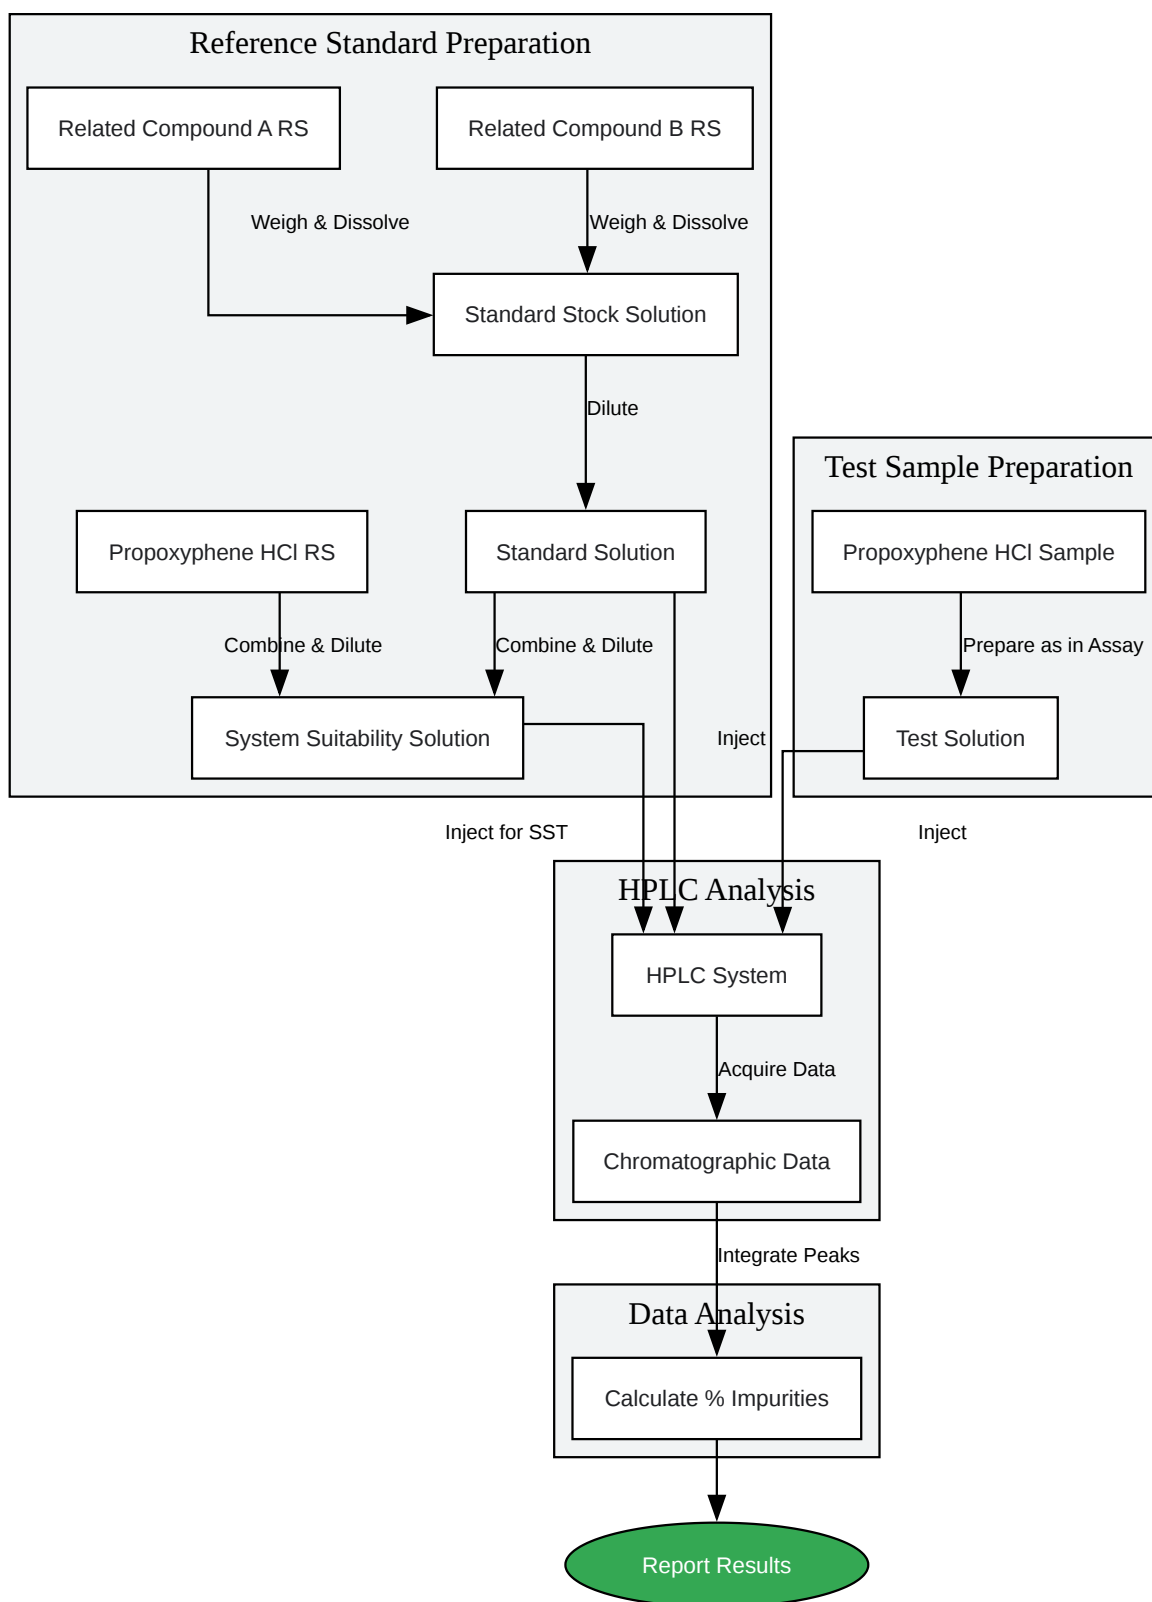 Reference Standard Preparation
Related Compound A RS
Related Compound B RS
Weigh & Dissolve
Weigh & Dissolve
Standard Stock Solution
Dilute
Test Sample Preparation
Propoxyphene HCl RS
Standard Solution
Propoxyphene HCl Sample
Combine & Dilute
Combine & Dilute
Prepare as in Assay
System Suitability Solution
Inject
Test Solution
Inject for SST
Inject
HPLC Analysis
HPLC System
Acquire Data
Chromatographic Data
Integrate Peaks
Data Analysis
Calculate % Impurities
Report Results